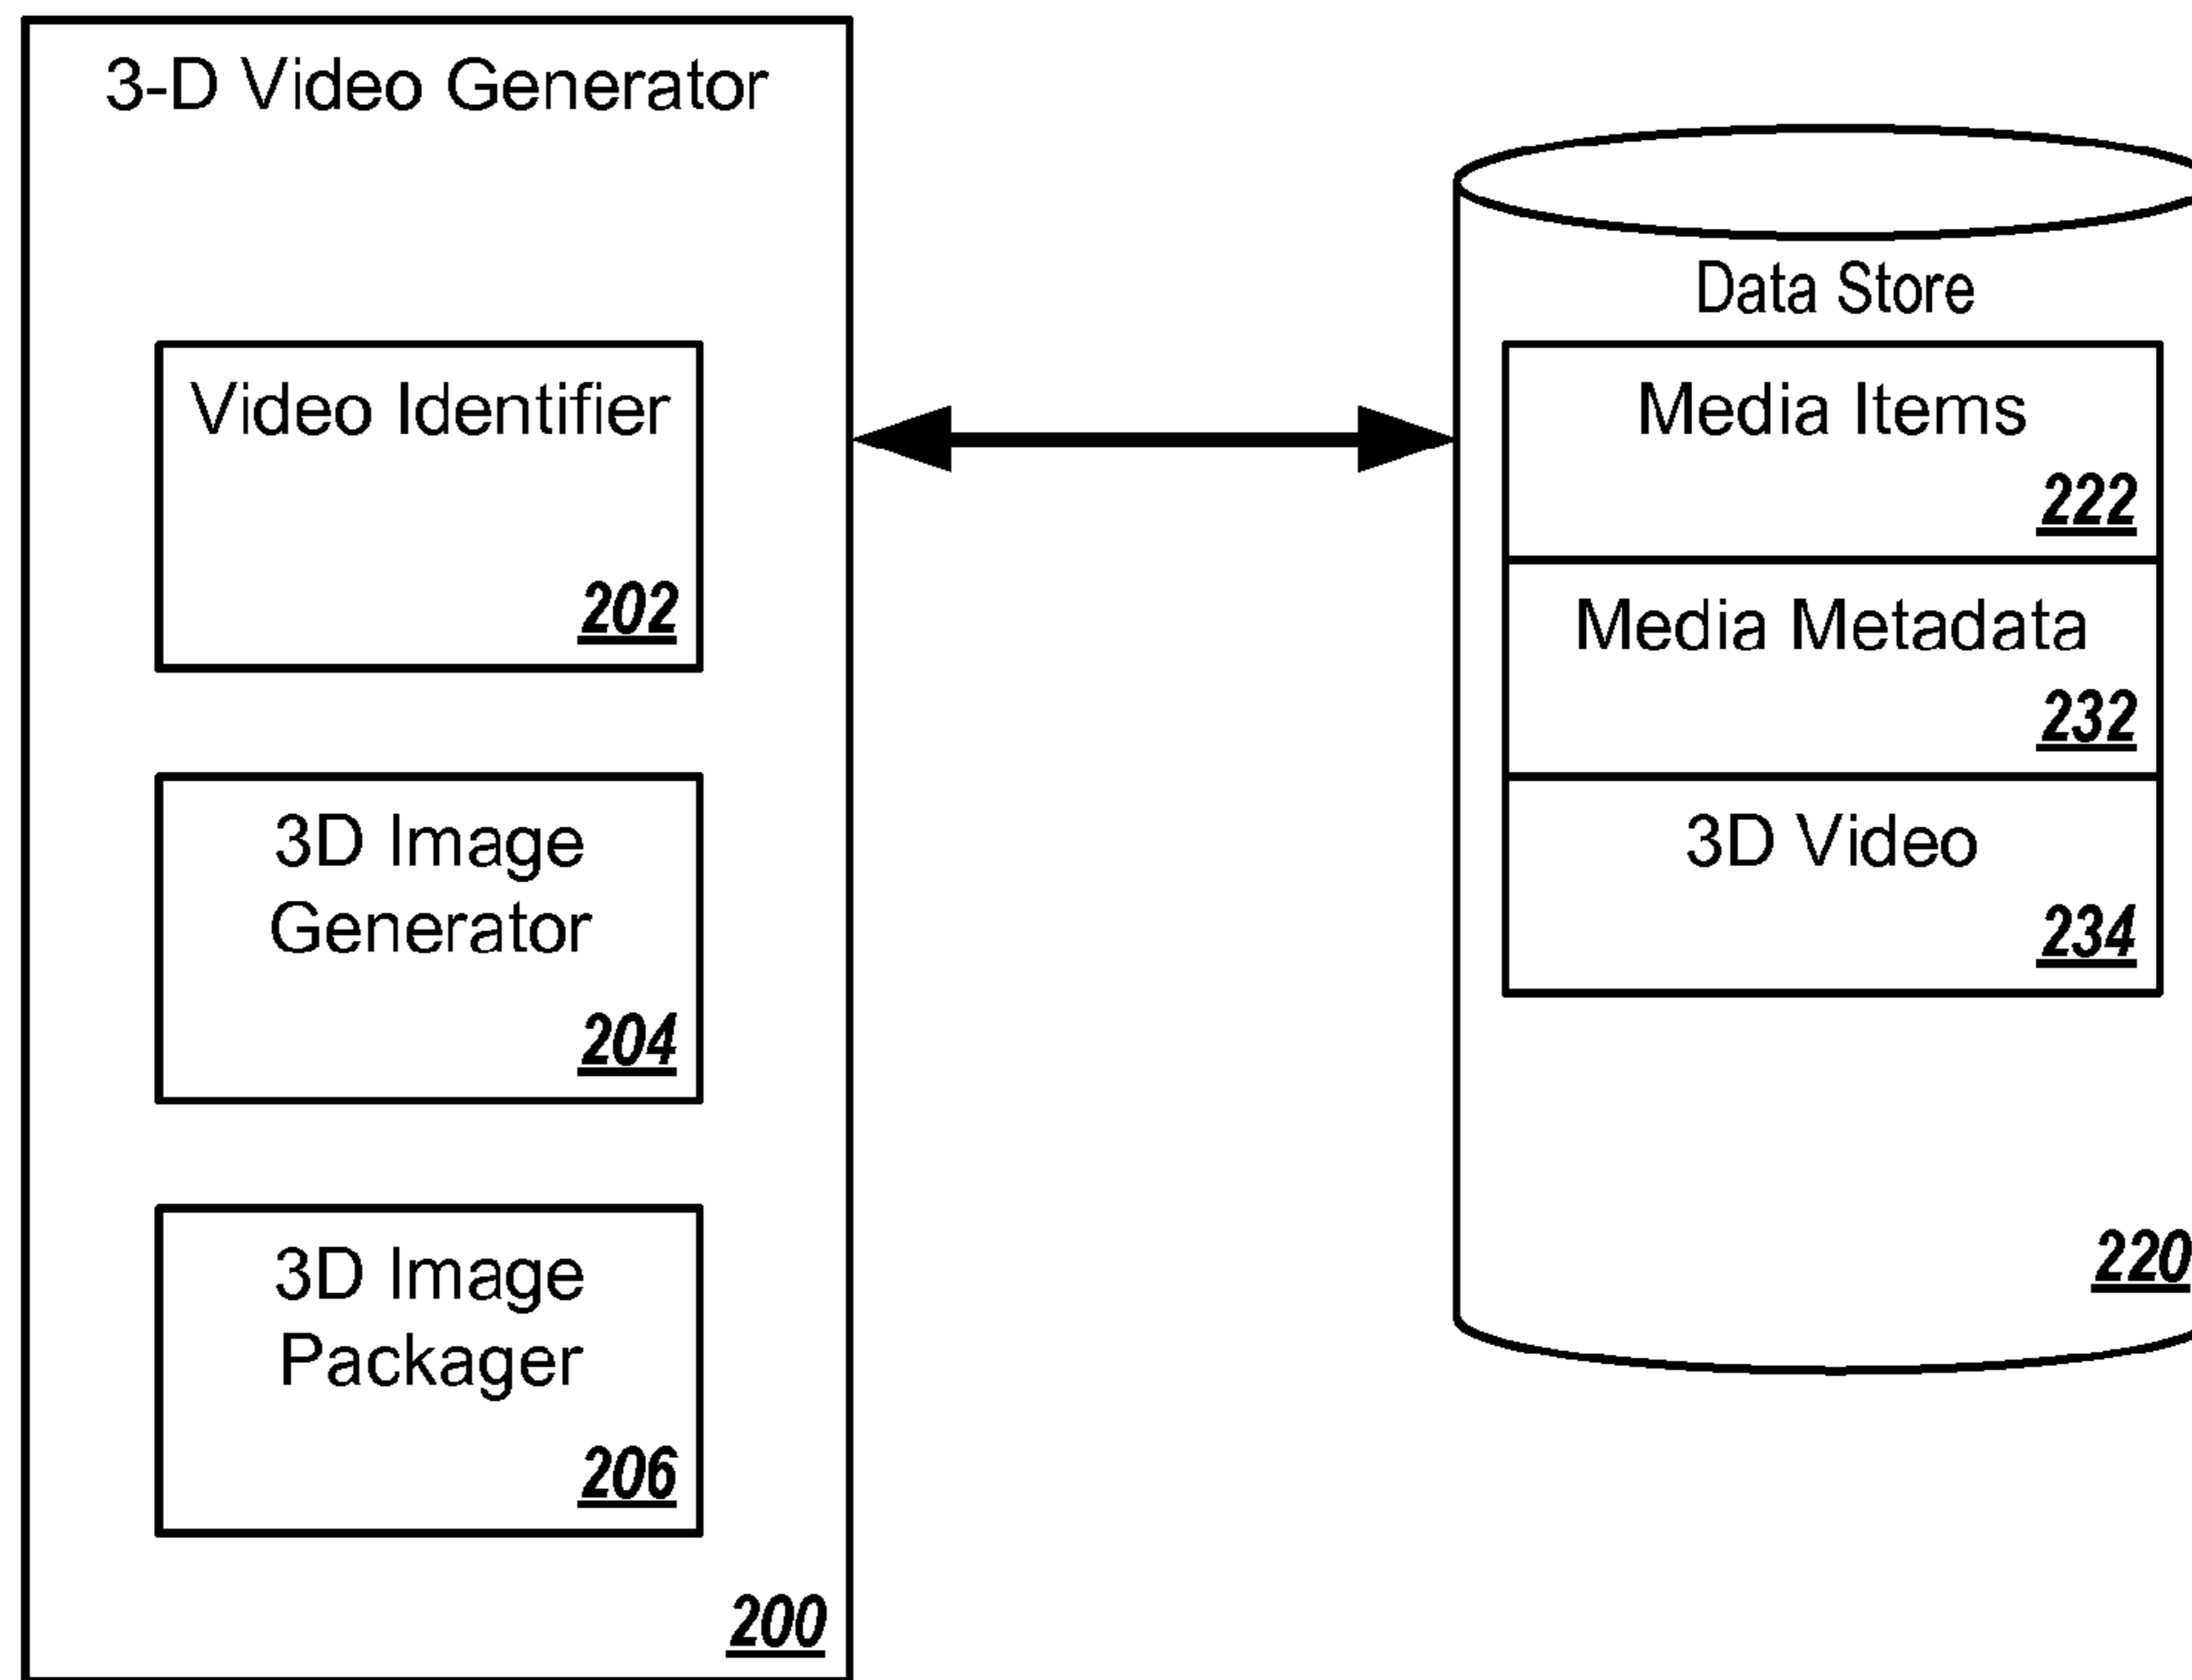 3-D Video Generator
Video Identifier
202
3D Image
Generator
204
3D Image
Packager
206
200
Data Store
Media Items
222
Media Metadata
232
3D Video
234
220